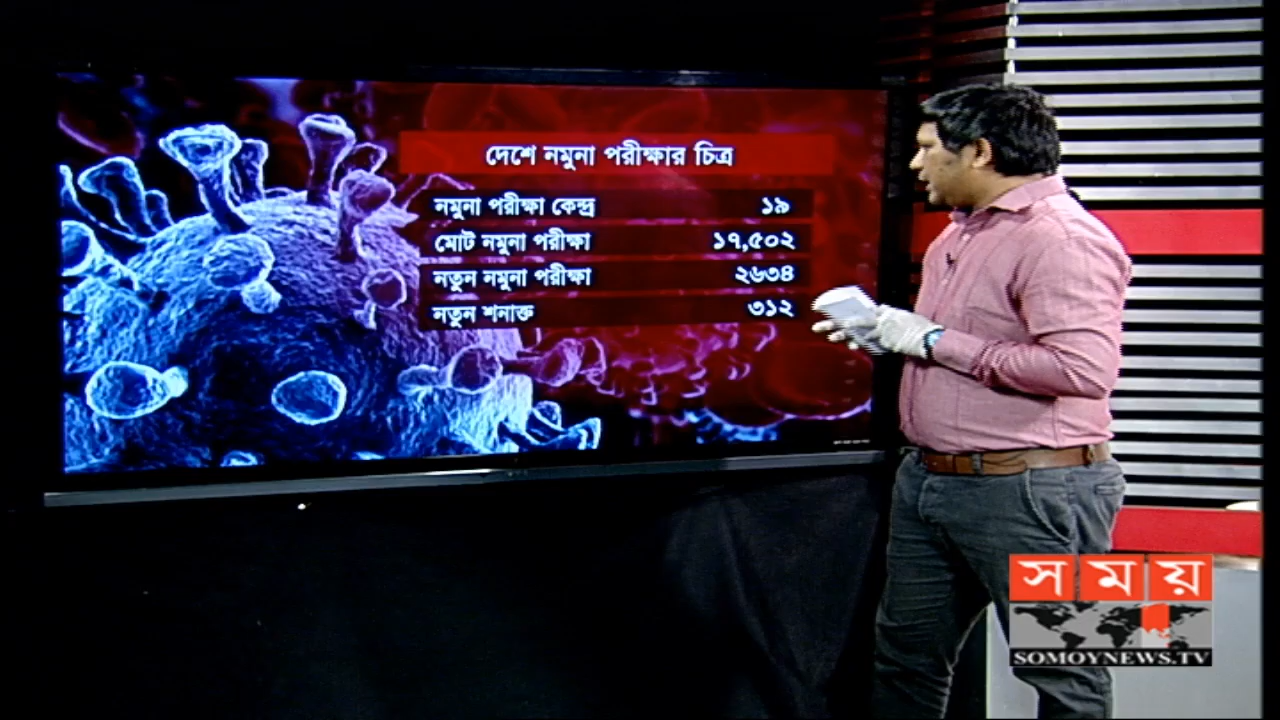 দেশে নমুনা পরীক্ষার চিত্র
নমুনা পরীক্ষা কেন্দ্র ১৯
মোট নমুনা পরীক্ষা ১৭,৫০২
নতুন নমুনা পরীক্ষা ২৬৩৪
নতুন শনাক্ত ৩১২
সময়
SOMOYNEWS.TV